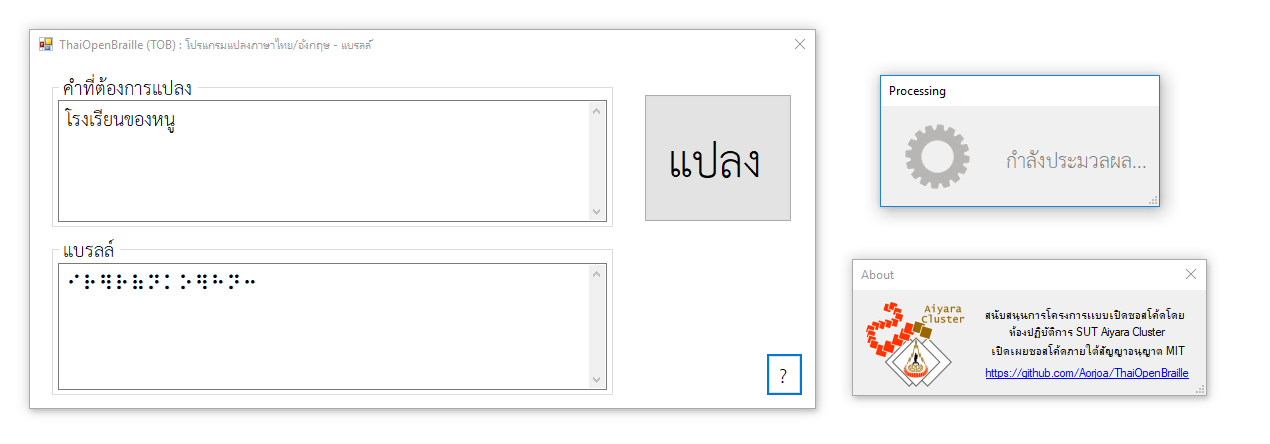 ThaiOpenBraille (TOB) : โปรแกรมแปลงภาษาไทย/อังกฤษ - แบรลล์
คำที่ต้องการแปลง
โรงเรียนของหนู
แปลง
แบรลล์
?
Processing
กำลังประมวลผล...
About
Aiyara
Cluster
สนับสนุนการโครงการแบบเปิดซอสโค้ดโดย
ห้องปฏิบัติการ SUT Aiyara Cluster
เปิดเผยซอสโค้ดภายใต้สัญญาอนุญาต MIT
https://github.com/Aorjoa/ThaiOpenBraille